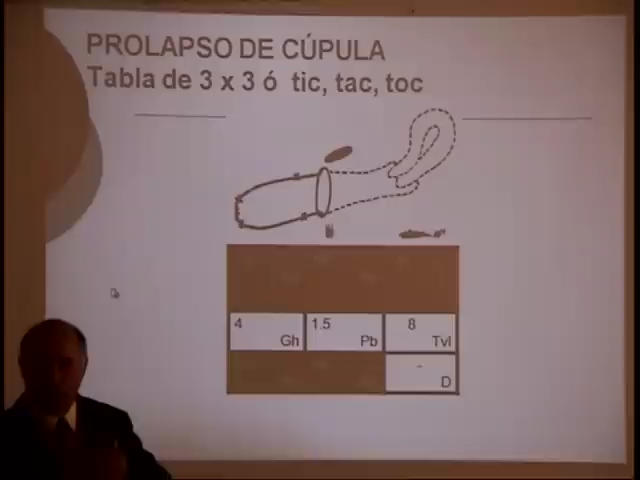 PROLAPSO DE CÚPULA
Tabla de 3 x 3 ó tic, tac, toc
4 Gh 1.5 Pb 8 Tvl
- D